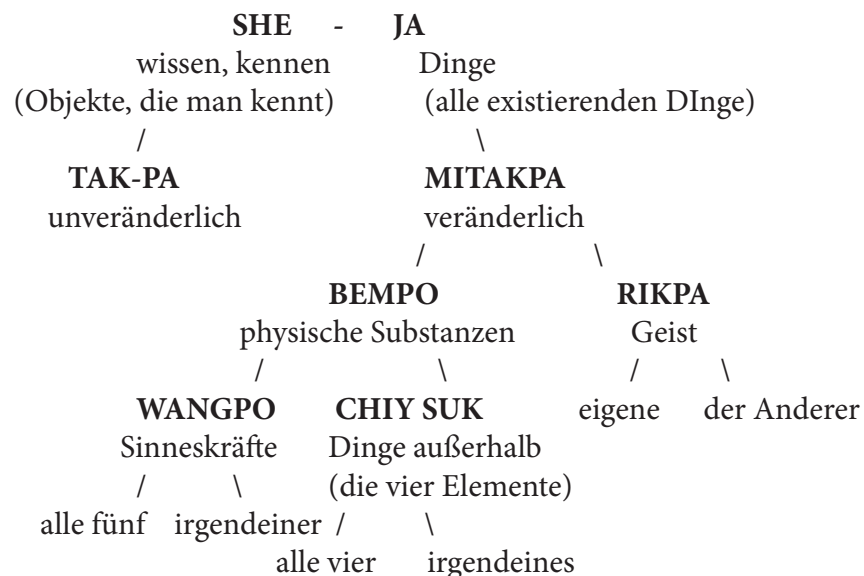 SHE - JA
wissen, kennen Dinge
(Objekte, die man kennt) (alle existierenden DInge)
/ \
TAK-PA MITAKPA
unveränderlich veränderlich
/ \
BEMPO RIKPA
physische Substanzen Geist
/ \ / \
WANGPO CHIY SUK eigene der Anderer
Sinneskräfte Dinge außerhalb
/ \ (die vier Elemente)
alle fünf irgendeiner / \
alle vier irgendeines